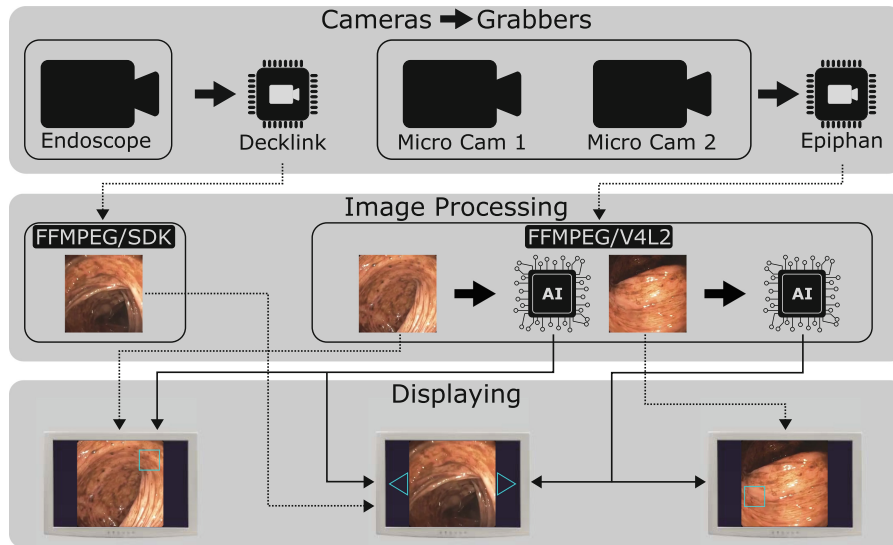 Cameras Grabbers
Endoscope
Decklink
Micro Cam 1
Micro Cam 2
Epiphan
Image Processing
FFMPEG/SDK
FFMPEG/V4L2
AI
AI
Displaying